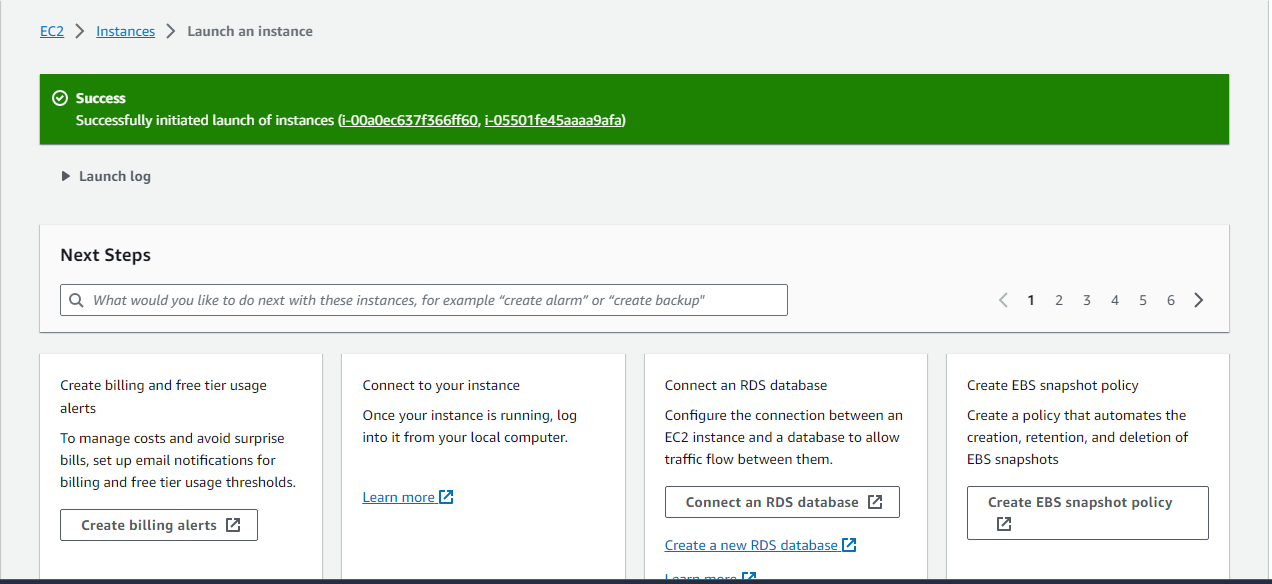 EC2 Instances Launch an instance
Success
Successfully initiated launch of instances (i-00a0ec637f366ff60, i-05501fe45aaaa9afa)
Launch log
Next Steps
What would you like to do next with these instances, for example “create alarm” or “create backup”
1 2 3 4 5 6
Create billing and free tier usage
alerts
To manage costs and avoid surprise
bills, set up email notifications for
billing and free tier usage thresholds.
Create billing alerts
Connect to your instance
Once your instance is running, log
into it from your local computer.
Learn more
Connect an RDS database
Configure the connection between an
EC2 instance and a database to allow
traffic flow between them.
Connect an RDS database
Create a new RDS database
Learn more
Create EBS snapshot policy
Create a policy that automates the
creation, retention, and deletion of
EBS snapshots
Create EBS snapshot policy